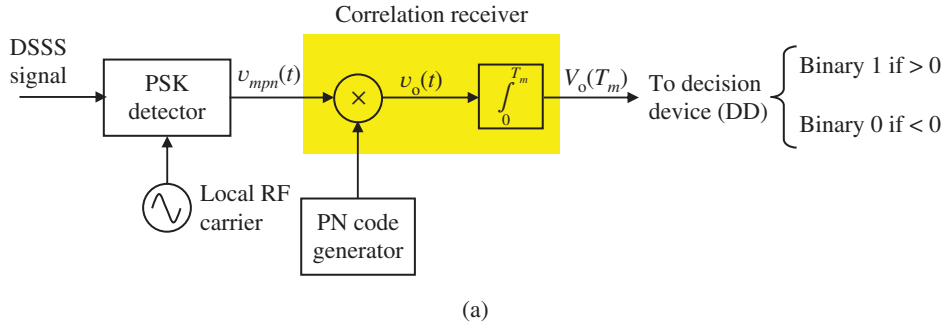 Correlation receiver
DSSS
signal
PSK
detector
υmpn(t)
×
υo(t)
Tm
∫
0
Vo(Tm)
To decision
device (DD)
Binary 1 if > 0
Binary 0 if < 0
Local RF
carrier
PN code
generator
(a)